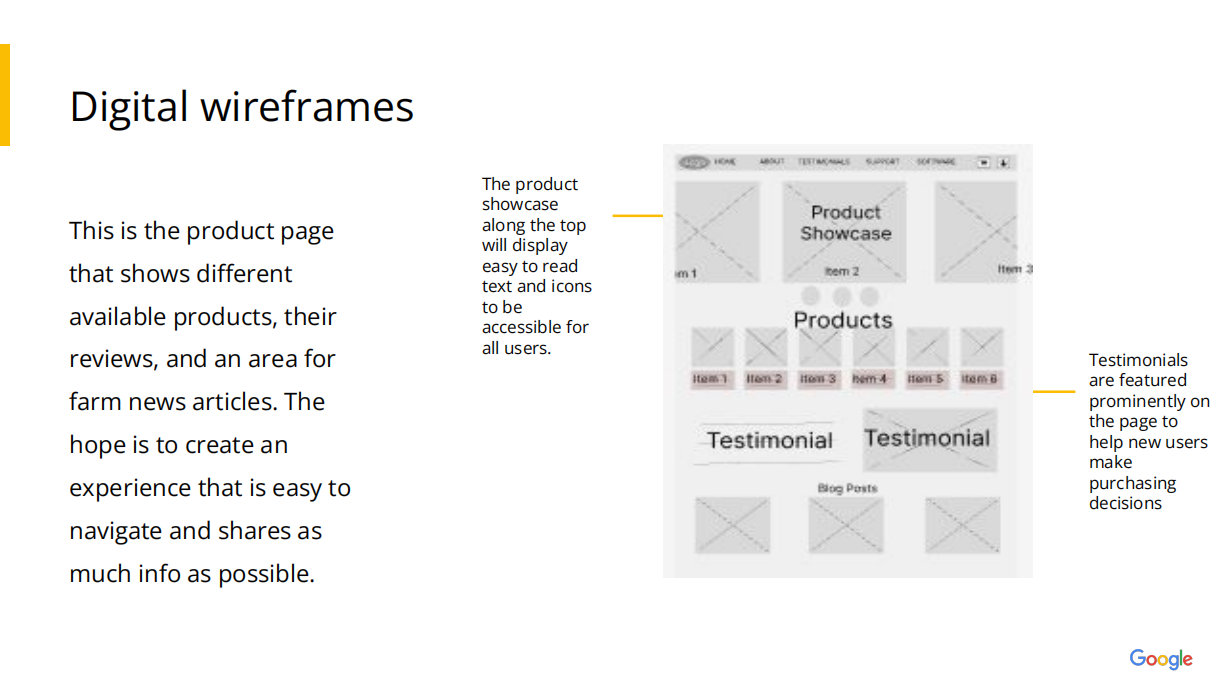 Digital wireframes
This is the product page
that shows different
available products, their
reviews, and an area for
farm news articles. The
hope is to create an
experience that is easy to
navigate and shares as
much info as possible.
The product
showcase
along the top
will display
easy to read
text and icons
to be
accessible for
all users.
HOME ABOUT TESTIMONIALS SUPPORT SOFTWARE
Product
Showcase
em 1 Item 2 Item 3
Products
Item 1 Item 2 Item 3 Item 4 Item 5 Item 6
Testimonial Testimonial
Blog Posts
Testimonials
are featured
prominently on
the page to
help new users
make
purchasing
decisions
Google